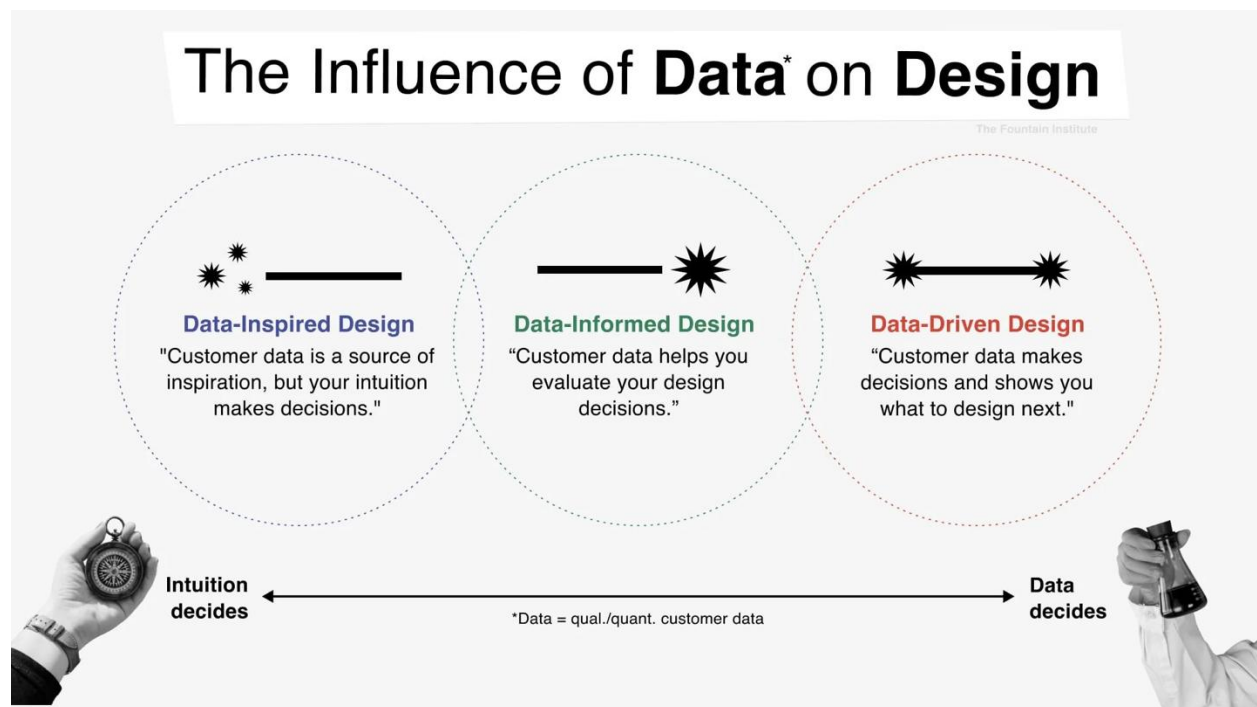 The Influence of Data* on Design
The Fountain Institute
Data-Inspired Design
"Customer data is a source of
inspiration, but your intuition
makes decisions."
Data-Informed Design
“Customer data helps you
evaluate your design
decisions.”
Data-Driven Design
“Customer data makes
decisions and shows you
what to design next."
Intuition
decides
*Data = qual./quant. customer data
Data
decides